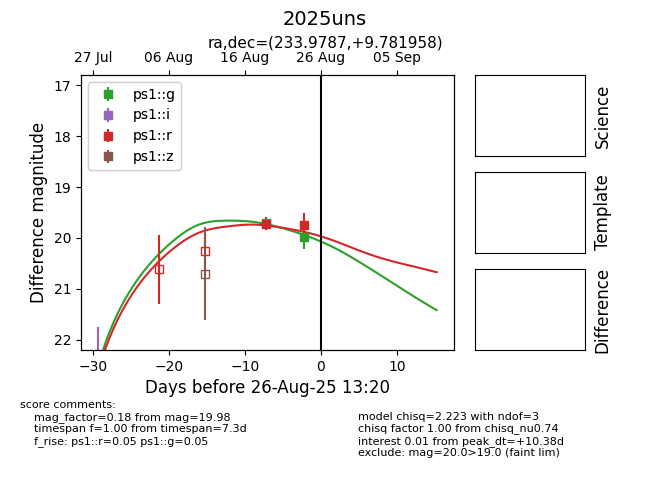 2025uns
ra,dec=(233.9787,+9.781958)
27 Jul 06 Aug 16 Aug 26 Aug 05 Sep
ps1::g
ps1::i
ps1::r
ps1::z
17
18
19
20
21
22
Difference magnitude
−30 −20 −10 0 10
Days before 26-Aug-25 13:20
Science
Template
Difference
score comments:
mag_factor=0.18 from mag=19.98
timespan f=1.00 from timespan=7.3d
f_rise: ps1::r=0.05 ps1::g=0.05
model chisq=2.223 with ndof=3
chisq factor 1.00 from chisq_nu0.74
interest 0.01 from peak_dt=+10.38d
exclude: mag=20.0>19.0 (faint lim)